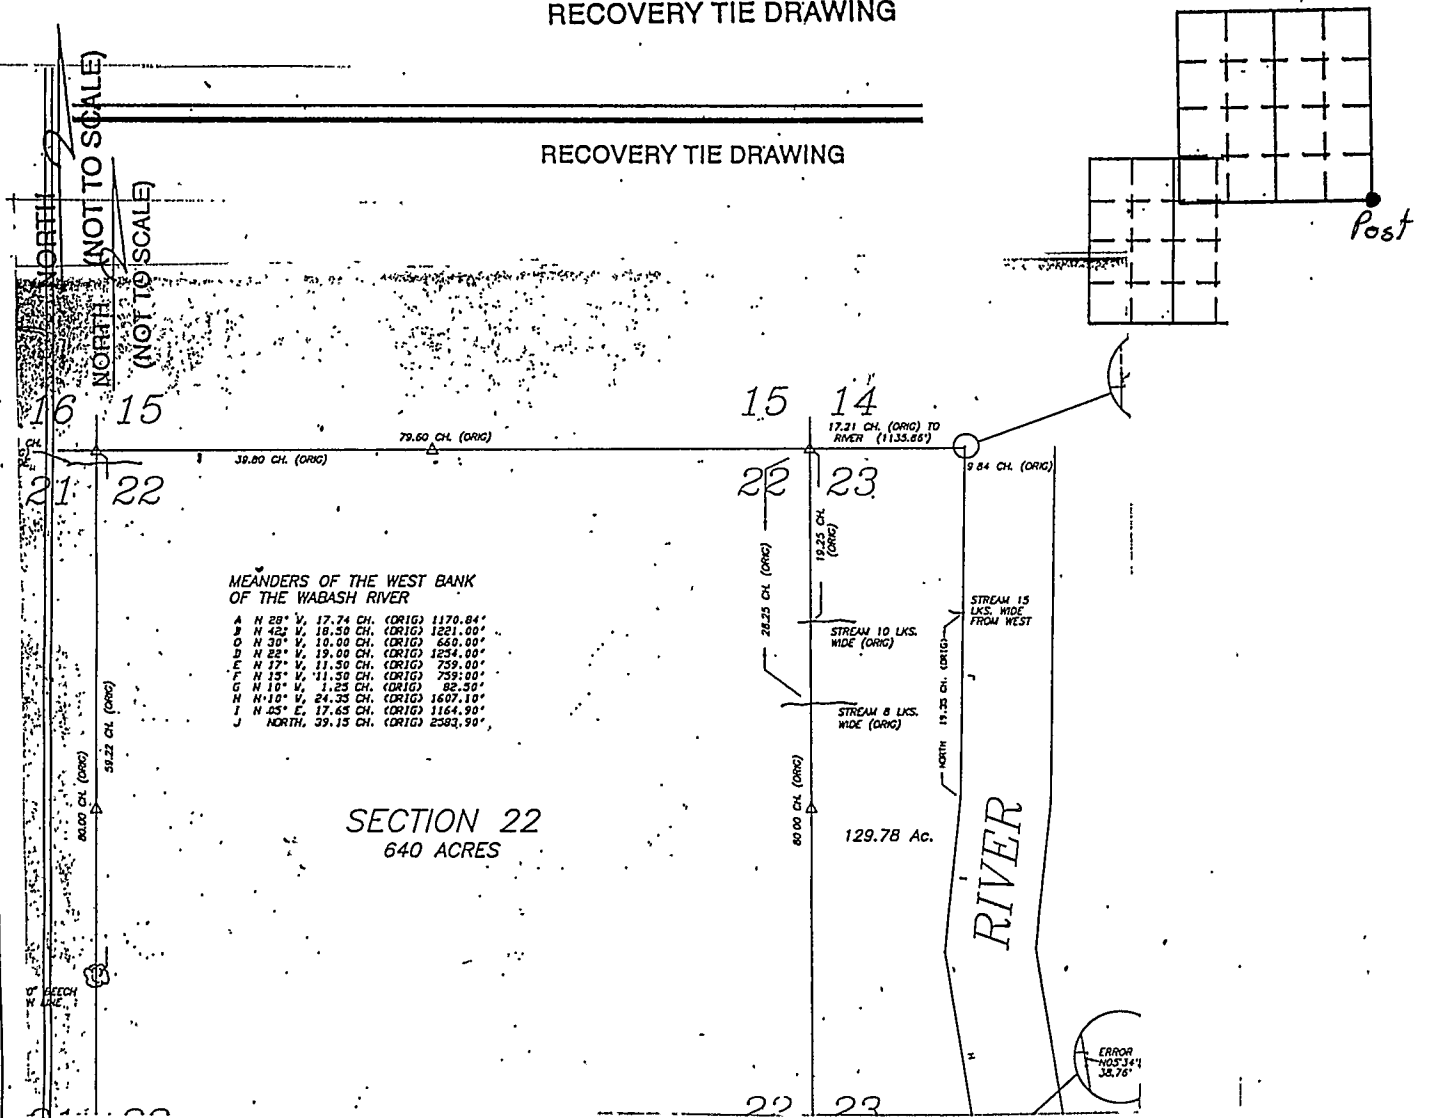 RECOVERY TIE DRAWING
RECOVERY TIE DRAWING
NORTH
(NOT TO SCALE)
NORTH
(NOT TO SCALE)
Post
16 15
15 14
17.21 CH. (ORIG) TO
RIVER (1135.86')
79.60 CH. (ORIG)
39.80 CH. (ORIG)
CH.
9.84 CH. (ORIG)
21 22
22 23
19.25 CH.
(ORIG)
28.25 CH. (ORIG)
MEANDERS OF THE WEST BANK
OF THE WABASH RIVER
A N 28° W, 17.74 CH. (ORIG) 1170.84'
B N 42° W, 18.50 CH. (ORIG) 1221.00'
N 30° W, 10.00 CH. (ORIG) 660.00'
D N 22° W, 19.00 CH. (ORIG) 1254.00'
E N 17° W, 11.50 CH. (ORIG) 759.00'
F N 15° W, 11.50 CH. (ORIG) 759.00'
G N 10° W, 1.25 CH. (ORIG) 82.50'
H N 10° W, 24.35 CH. (ORIG) 1607.10'
I N 05° E, 17.65 CH. (ORIG) 1164.90'
J NORTH, 39.15 CH. (ORIG) 2583.90'
STREAM 15
LKS. WIDE
FROM WEST
STREAM 10 LKS.
WIDE (ORIG)
NORTH 19.35 CH. (ORIG)
J
STREAM 8 LKS.
WIDE (ORIG)
59.22 CH. (ORIG)
80.00 CH. (ORIG)
80.00 CH. (ORIG)
SECTION 22
640 ACRES
129.78 Ac.
I
RIVER
BEECH
LINE
H
ERROR
N05°34'
38.76'
22 23